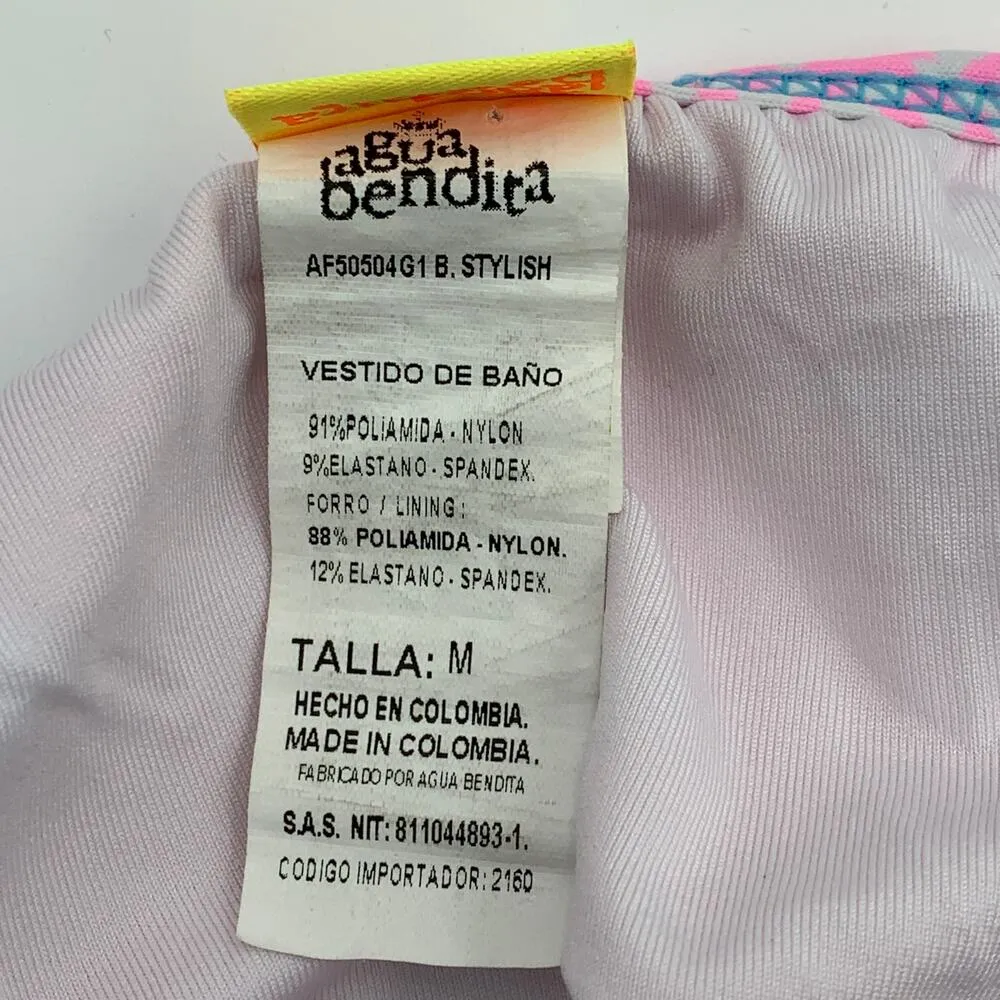 agua
bendita
AF50504G1 B. STYLISH
VESTIDO DE BAÑO
91%POLIAMIDA - NYLON
9%ELASTANO - SPANDEX.
FORRO / LINING:
88% POLIAMIDA - NYLON.
12% ELASTANO - SPANDEX.
TALLA: M
HECHO EN COLOMBIA.
MADE IN COLOMBIA.
FABRICADO POR AGUA BENDITA
S.A.S. NIT: 811044893-1.
CODIGO IMPORTADOR: 2160